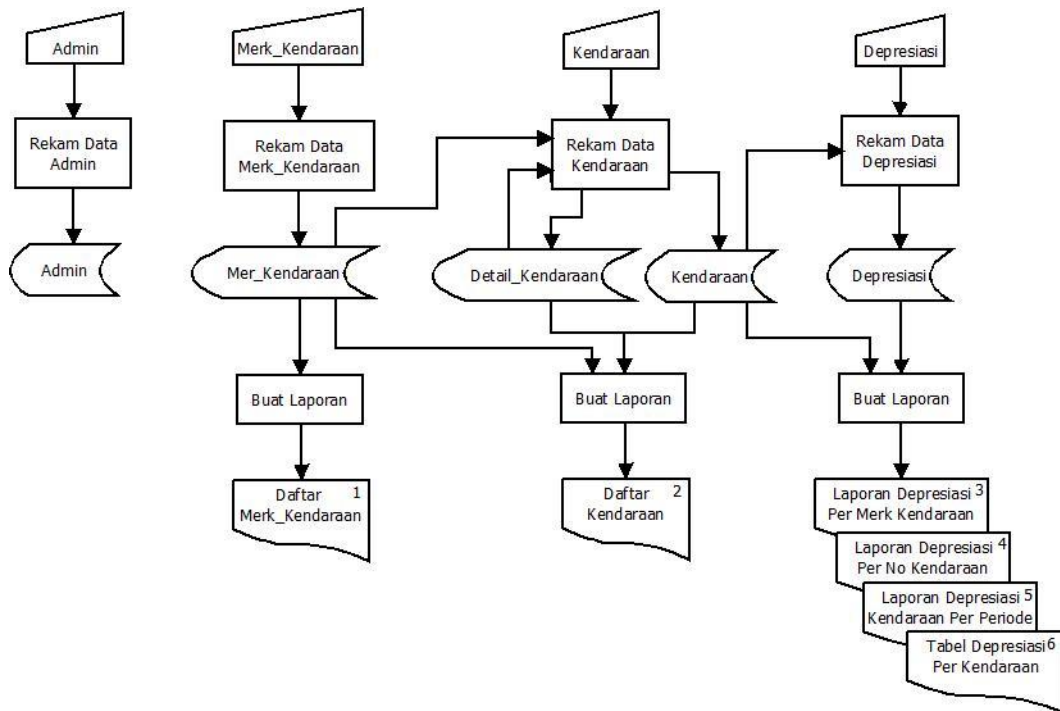 Admin
Merk_Kendaraan
Kendaraan
Depresiasi
Rekam Data
Admin
Rekam Data
Merk_Kendaraan
Rekam Data
Kendaraan
Rekam Data
Depresiasi
Admin
Mer_Kendaraan
Detail_Kendaraan
Kendaraan
Depresiasi
Buat Laporan
Buat Laporan
Buat Laporan
Daftar 1
Merk_Kendaraan
Daftar 2
Kendaraan
Laporan Depresiasi 3
Per Merk Kendaraan
Laporan Depresiasi 4
Per No Kendaraan
Laporan Depresiasi 5
Kendaraan Per Periode
Tabel Depresiasi 6
Per Kendaraan